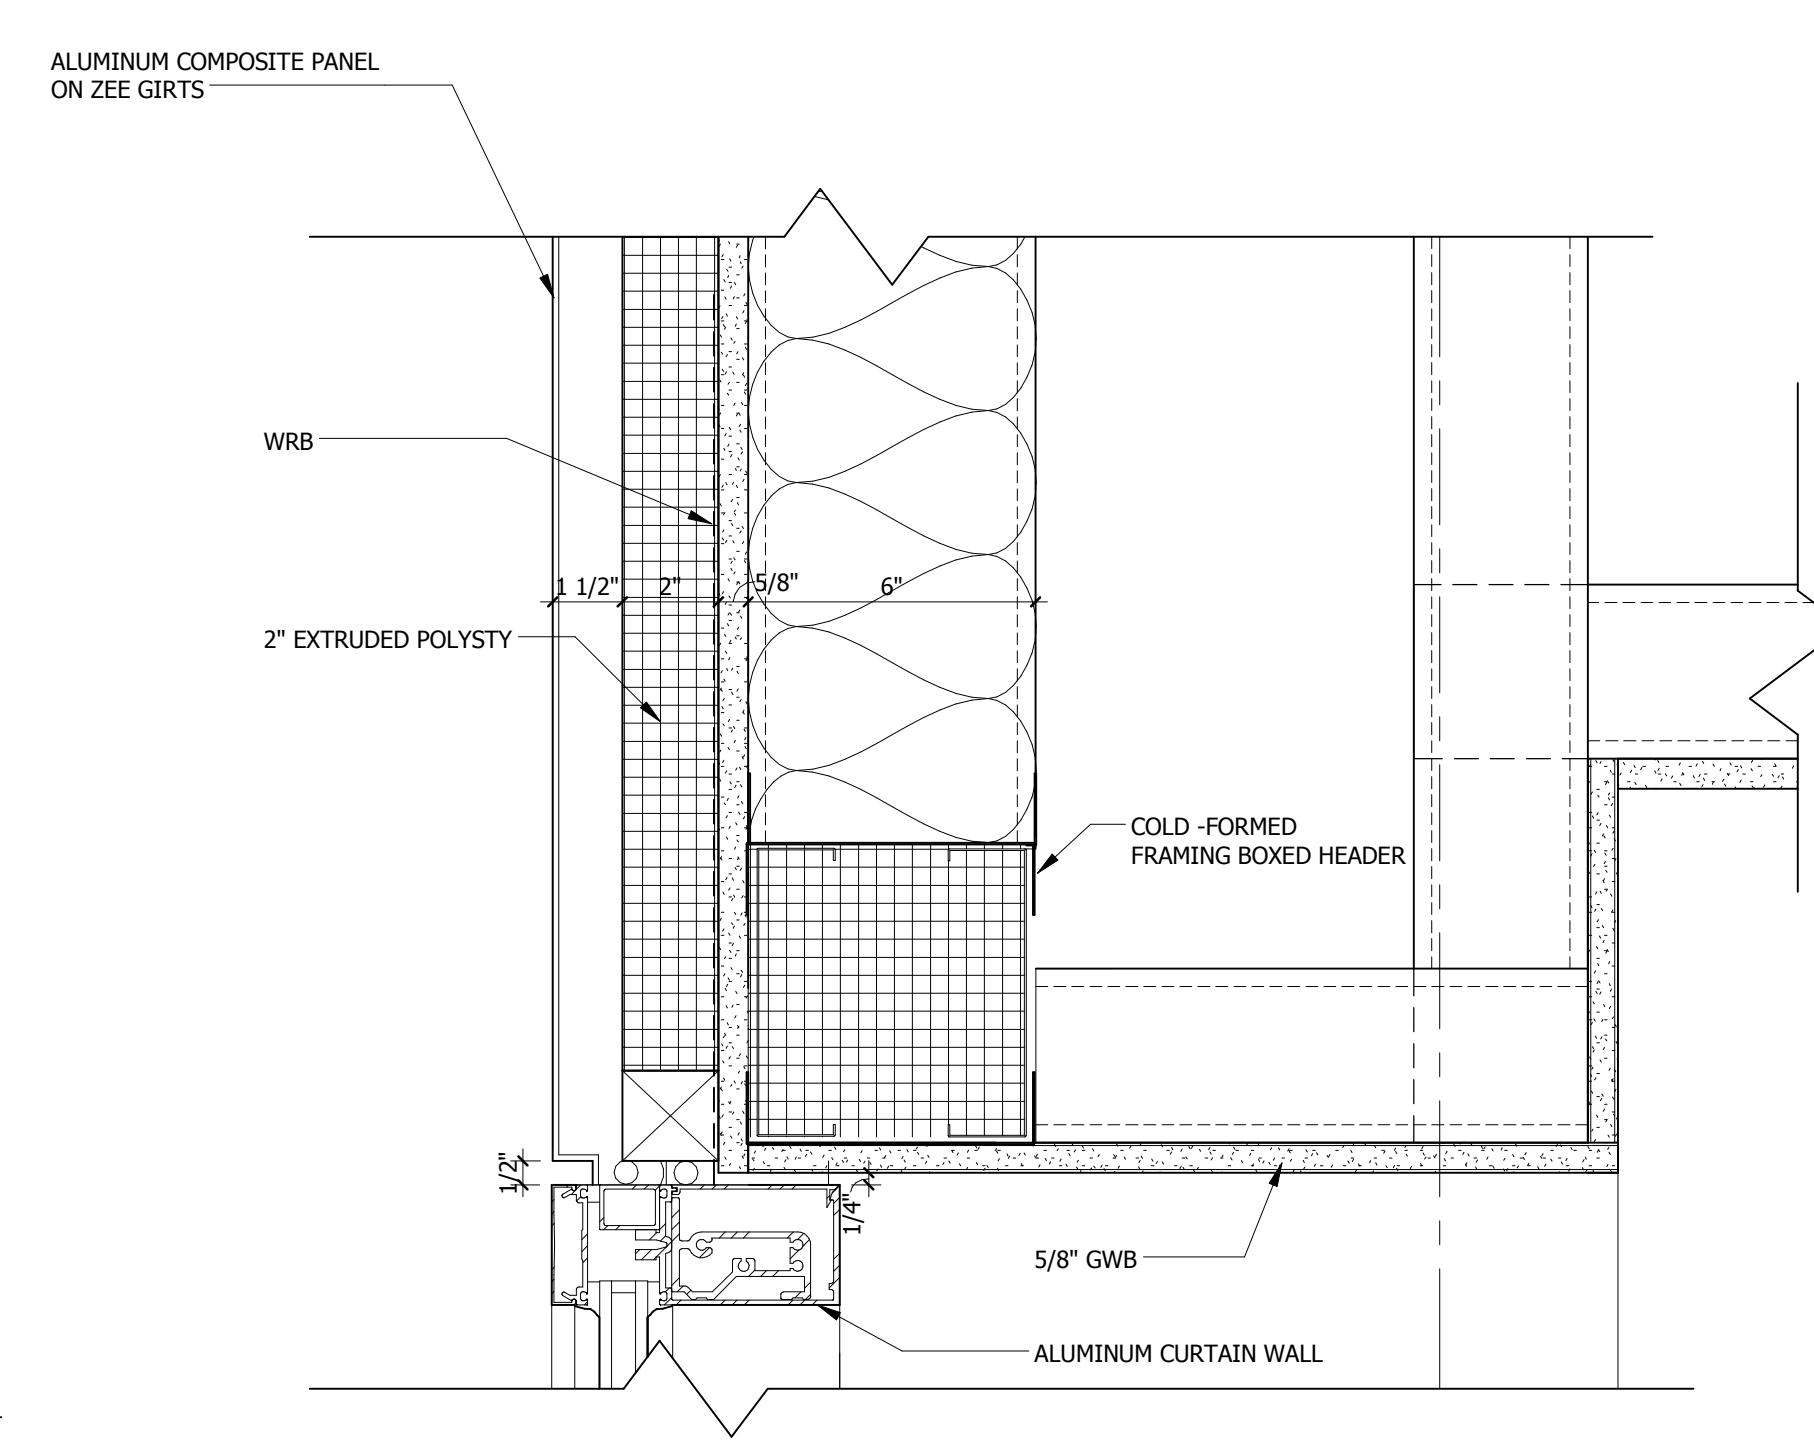 ALUMINUM COMPOSITE PANEL
ON ZEE GIRTS
WRB
1 1/2" 2" 5/8" 6"
2" EXTRUDED POLYSTY
COLD -FORMED
FRAMING BOXED HEADER
1/2"
1/4"
5/8" GWB
ALUMINUM CURTAIN WALL